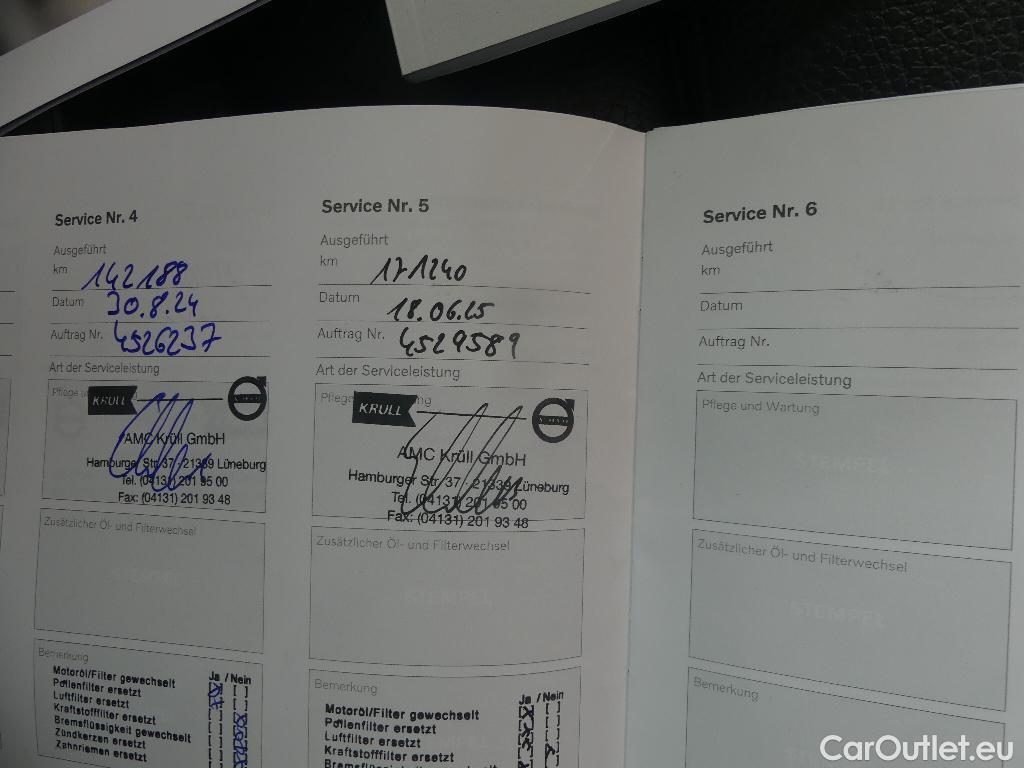 Service Nr. 4
Ausgeführt
km 142188
Datum 30.8.24
Auftrag Nr. 4526237
Art der Serviceleistung
KRÜLL
AMC Krüll GmbH
Hamburger Str. 37 · 21339 Lüneburg
Tel. (04131) 201 95 00
Fax: (04131) 201 93 48
Zusätzlicher Öl- und Filterwechsel
STEMPEL
Bemerkung
Ja / Nein
Motoröl/Filter gewechselt
Pollenfilter ersetzt
Luftfilter ersetzt
Kraftstofffilter ersetzt
Bremsflüssigkeit gewechselt
Zündkerzen ersetzt
Zahnriemen ersetzt
Service Nr. 5
Ausgeführt
km 171240
Datum 18.06.25
Auftrag Nr. 4529589
Art der Serviceleistung
KRÜLL
AMC Krüll GmbH
Hamburger Str. 37 · 21339 Lüneburg
Tel. (04131) 201 95 00
Fax: (04131) 201 93 48
Zusätzlicher Öl- und Filterwechsel
STEMPEL
Bemerkung
Ja / Nein
Motoröl/Filter gewechselt
Pollenfilter ersetzt
Luftfilter ersetzt
Kraftstofffilter ersetzt
Service Nr. 6
Ausgeführt
km
Datum
Auftrag Nr.
Art der Serviceleistung
Pflege und Wartung
STEMPEL
Zusätzlicher Öl- und Filterwechsel
STEMPEL
Bemerkung
CarOutlet.eu